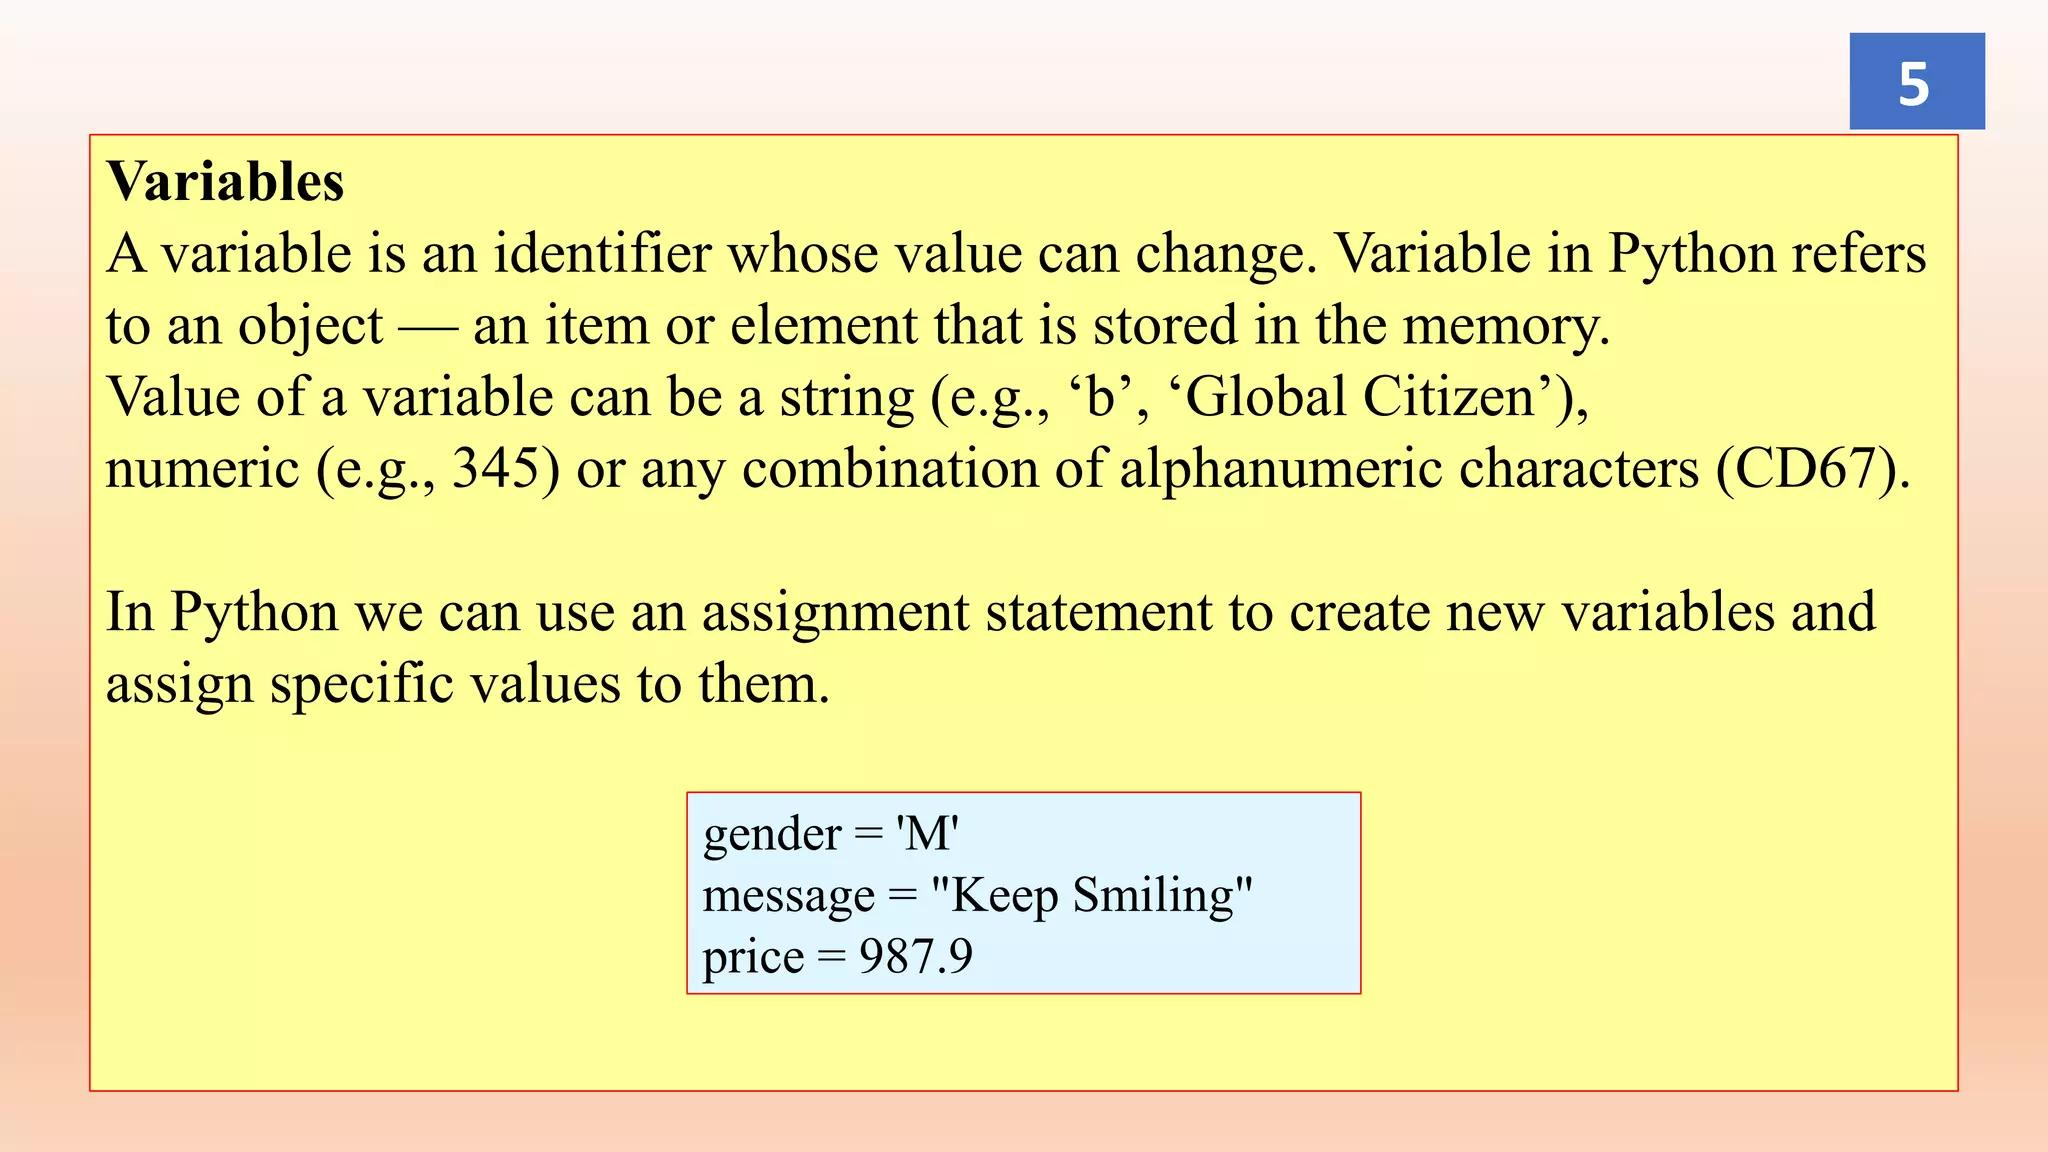 5
Variables
A variable is an identifier whose value can change. Variable in Python refers
to an object — an item or element that is stored in the memory.
Value of a variable can be a string (e.g., ‘b’, ‘Global Citizen’),
numeric (e.g., 345) or any combination of alphanumeric characters (CD67).
In Python we can use an assignment statement to create new variables and
assign specific values to them.
gender = 'M'
message = "Keep Smiling"
price = 987.9